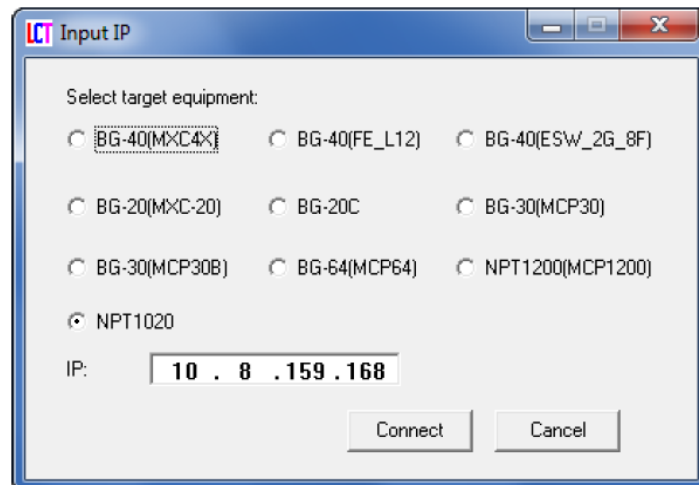 LCT Input IP
Select target equipment:
BG-40(MXC4X) BG-40(FE_L12) BG-40(ESW_2G_8F)
BG-20(MXC-20) BG-20C BG-30(MCP30)
BG-30(MCP30B) BG-64(MCP64) NPT1200(MCP1200)
NPT1020
IP: 10 . 8 .159 .168
Connect Cancel